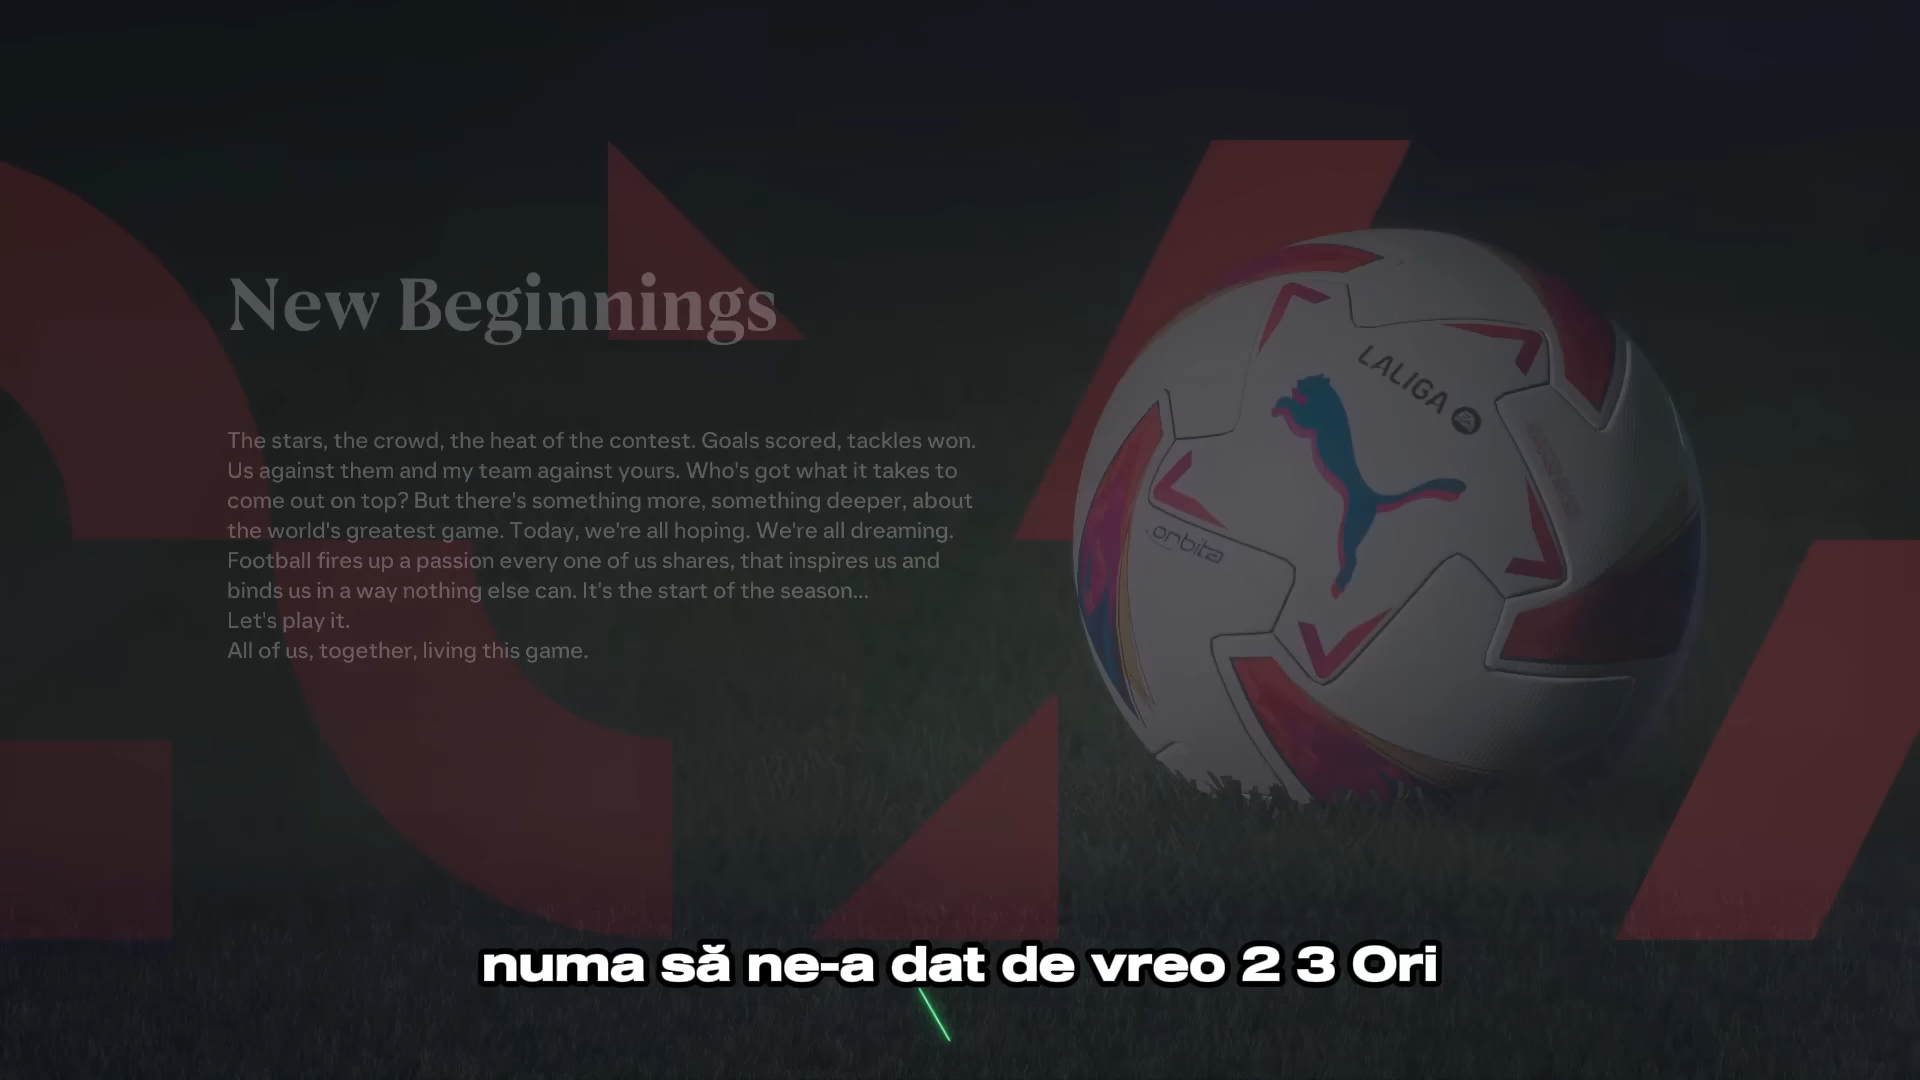 New Beginnings
The stars, the crowd, the heat of the contest. Goals scored, tackles won.
Us against them and my team against yours. Who's got what it takes to
come out on top? But there's something more, something deeper, about
the world's greatest game. Today, we're all hoping. We're all dreaming.
Football fires up a passion every one of us shares, that inspires us and
binds us in a way nothing else can. It's the start of the season...
Let's play it.
All of us, together, living this game.
LALIGA
orbita
numa să ne-a dat de vreo 2 3 Ori